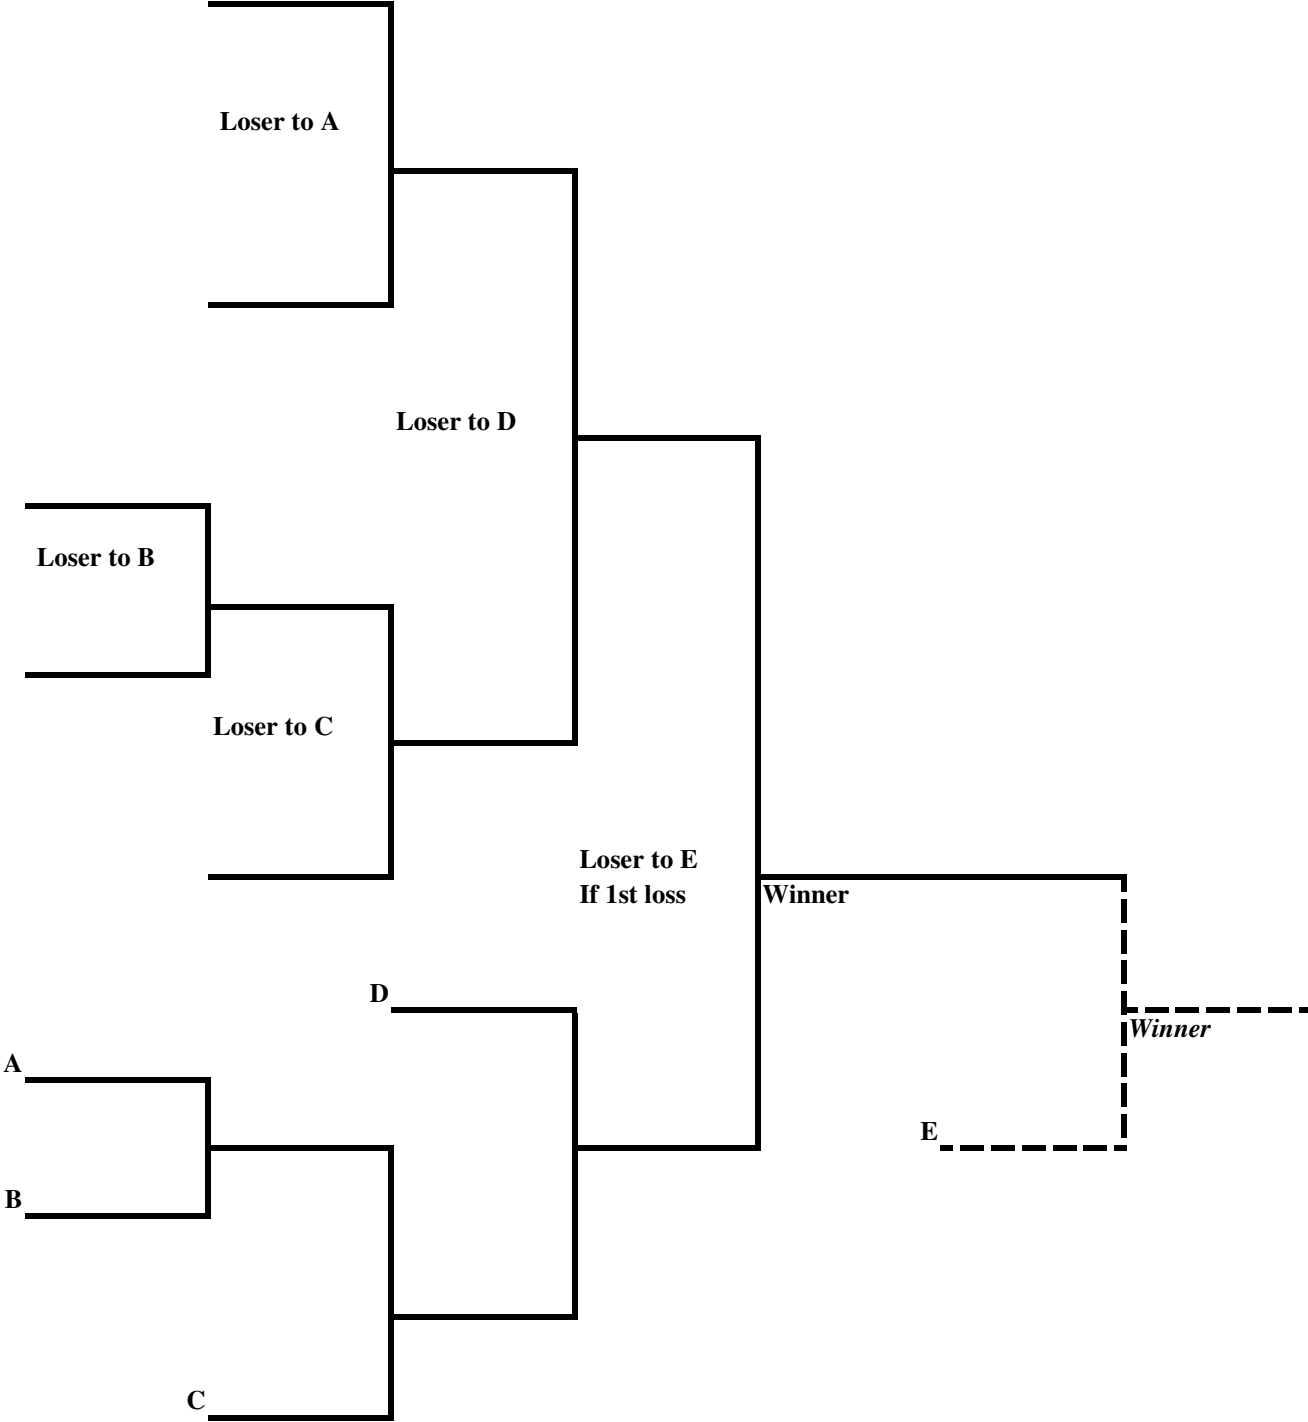 Loser to A
Loser to D
Loser to B
Loser to C
Loser to E
If 1st loss
Winner
D
Winner
A
E
B
C